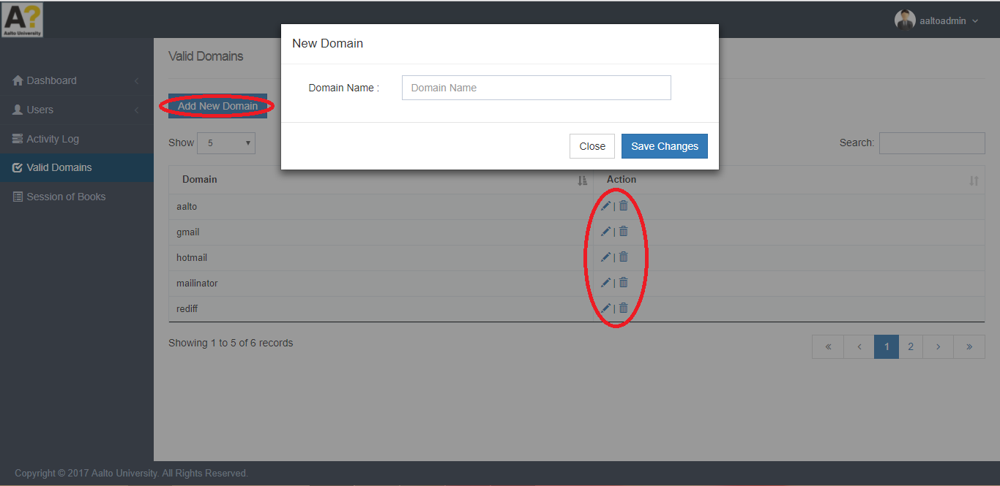 A?
Aalto University
aaltoadmin
New Domain
Valid Domains
Dashboard
Domain Name :
Domain Name
Add New Domain
Users
Activity Log
Show
5
Close
Save Changes
Search:
Valid Domains
Domain
Action
Session of Books
aalto
|
gmail
|
hotmail
|
mailinator
|
rediff
|
Showing 1 to 5 of 6 records
« ‹ 1 2 › »
Copyright © 2017 Aalto University. All Rights Reserved.